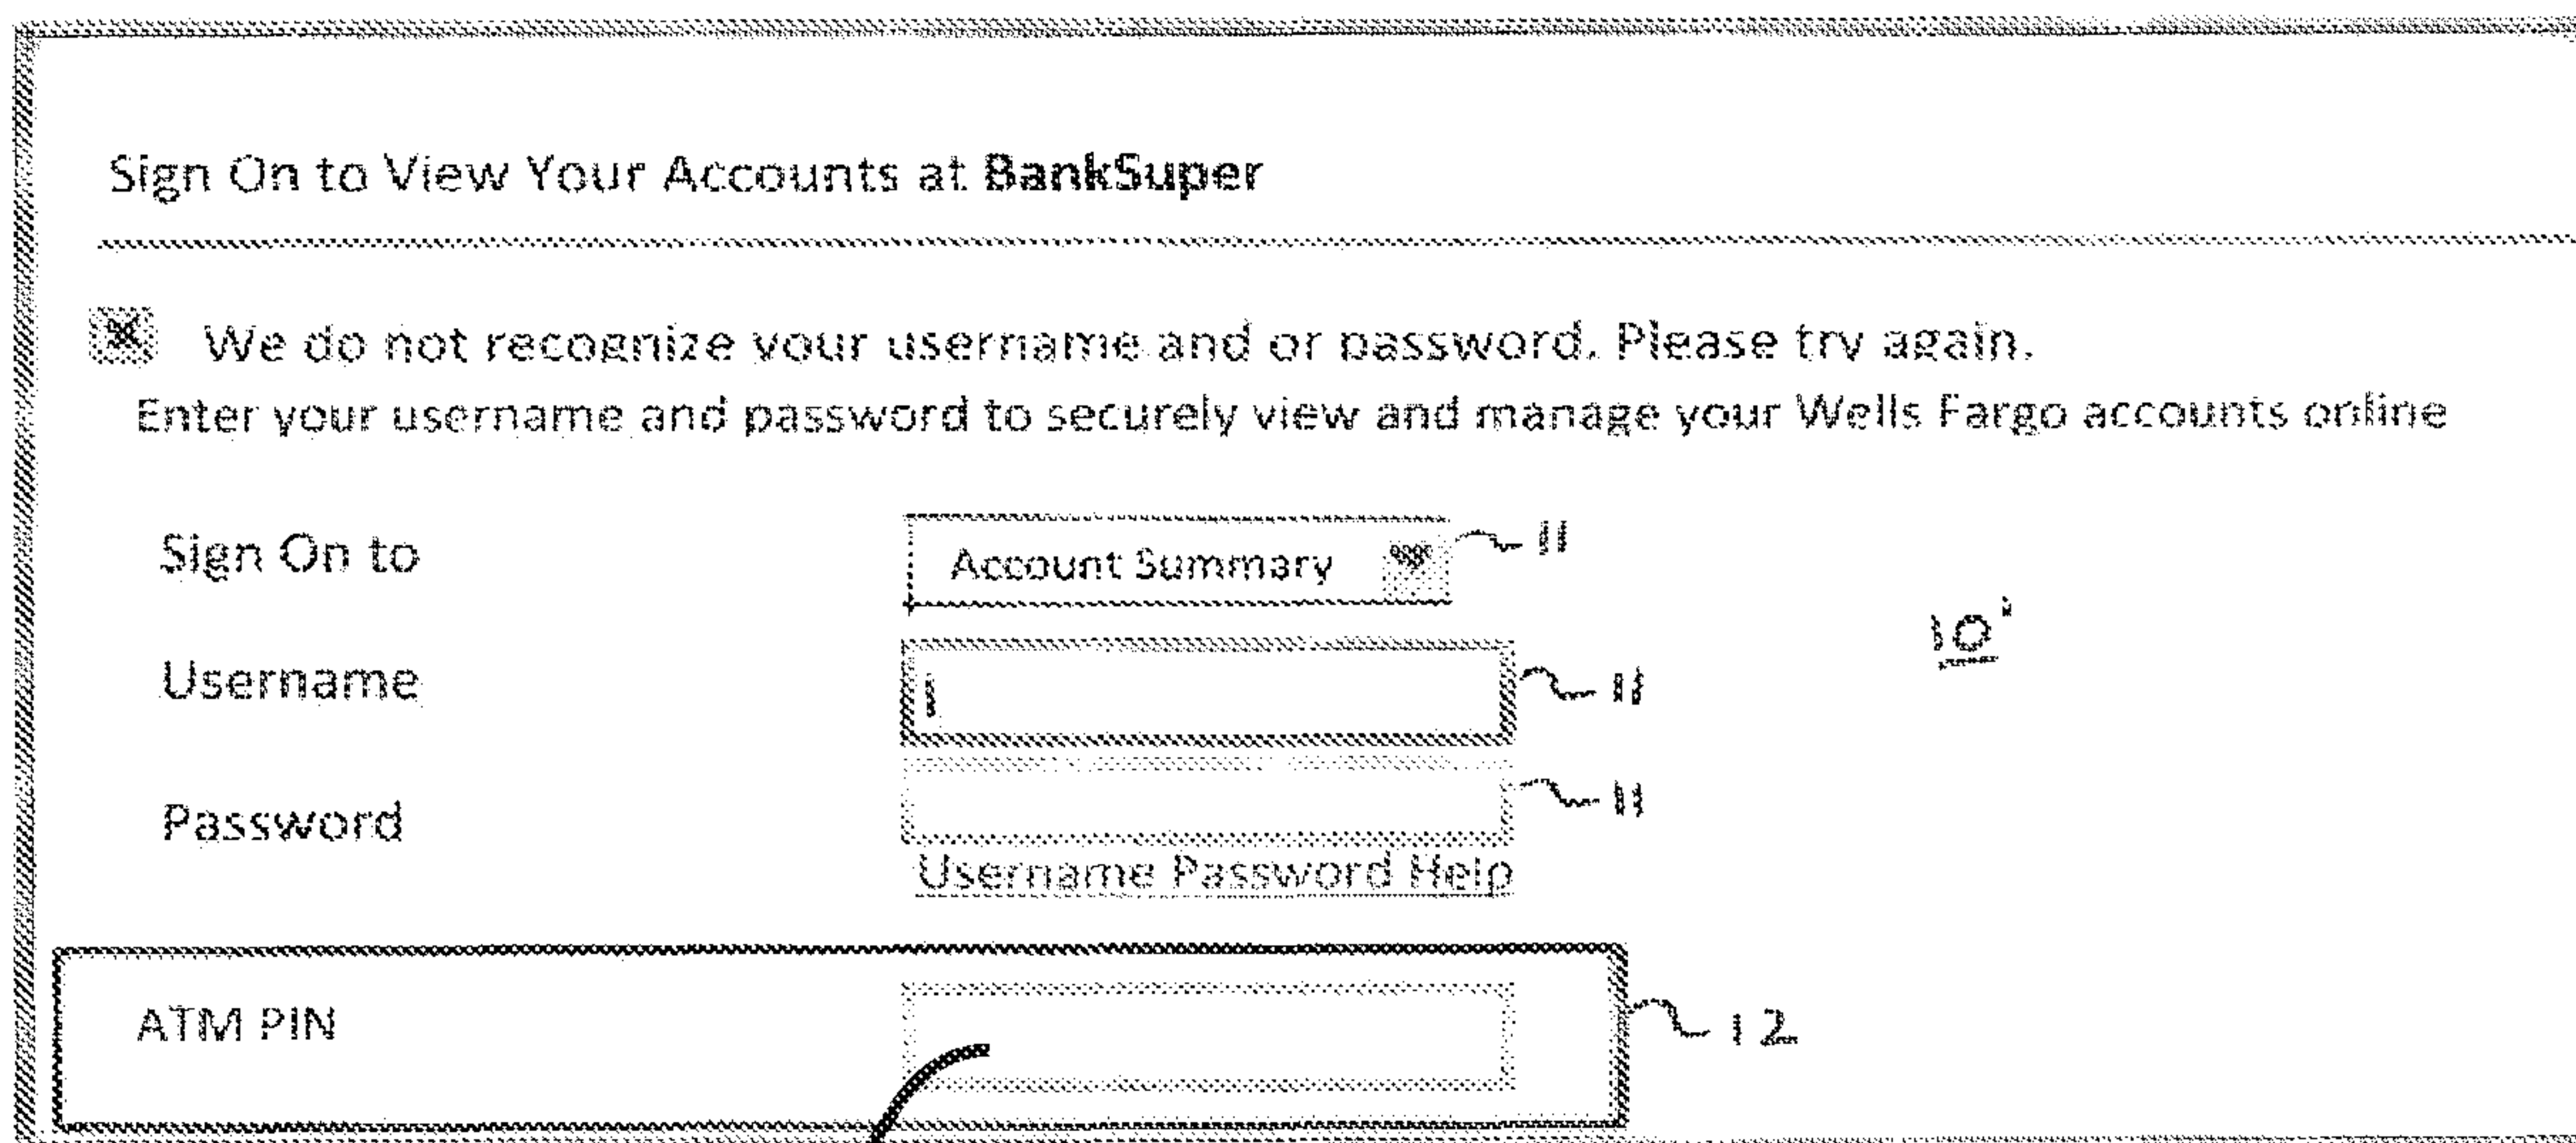 Sign On to View Your Accounts at BankSuper
We do not recognize your username and or password. Please try again.
Enter your username and password to securely view and manage your Wells Fargo accounts online
Sign On to
Account Summary
11
10'
Username
11
Password
11
Username Password Help
ATM PIN
12